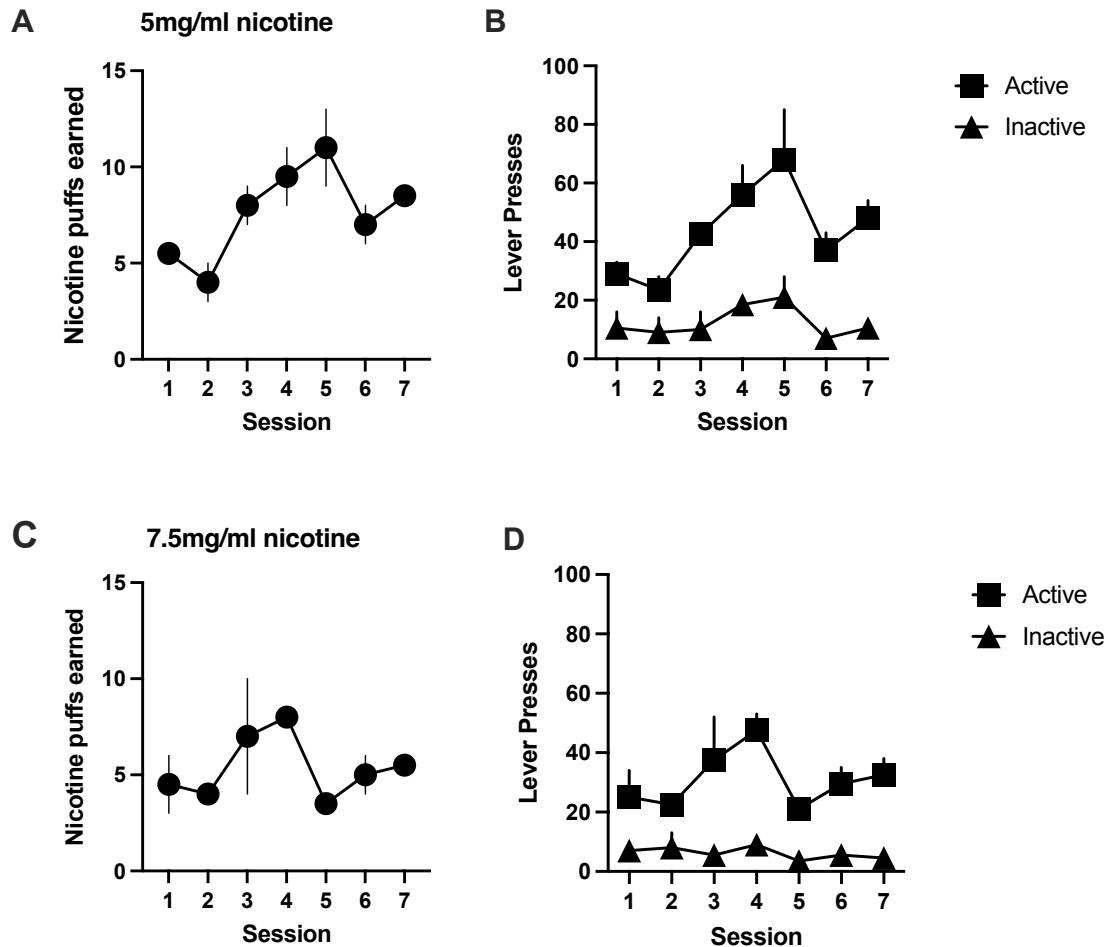 A
5mg/ml nicotine
Nicotine puffs earned
15
10
5
0
1 2 3 4 5 6 7
Session
B
Lever Presses
100
80
60
40
20
0
1 2 3 4 5 6 7
Session
Active
Inactive
C
7.5mg/ml nicotine
Nicotine puffs earned
15
10
5
0
1 2 3 4 5 6 7
Session
D
Lever Presses
100
80
60
40
20
0
1 2 3 4 5 6 7
Session
Active
Inactive